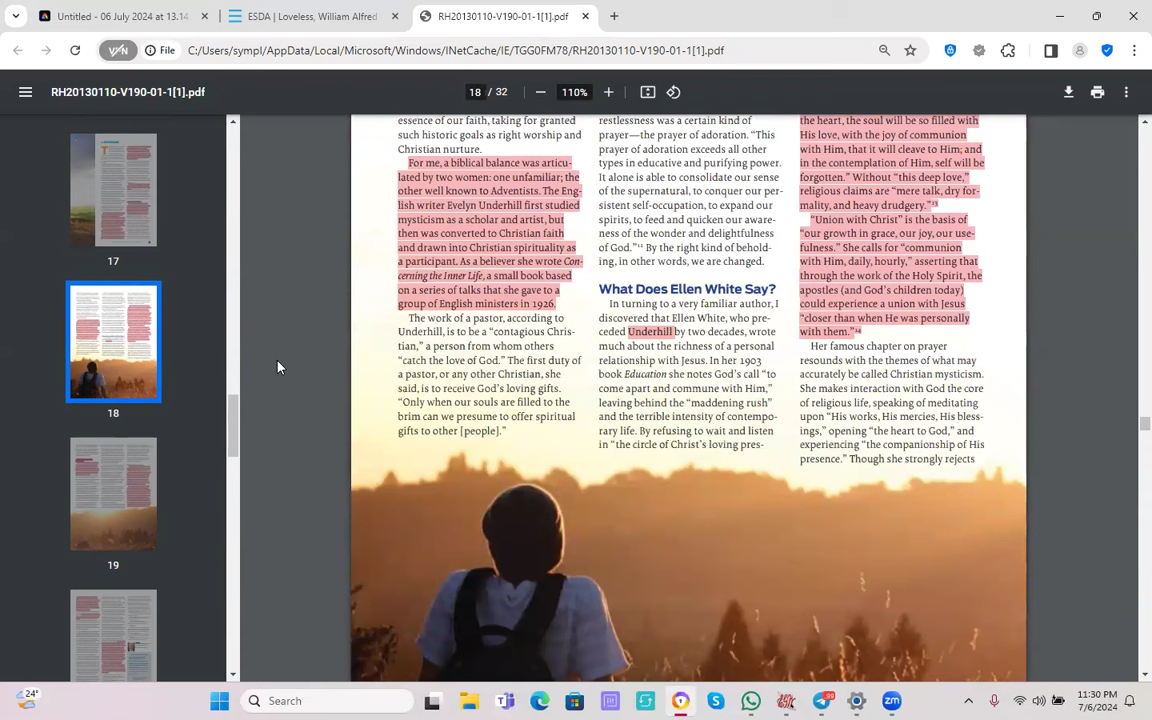 Untitled - 06 July 2024 at 13.14
ESDA | Loveless, William Alfred
RH20130110-V190-01-1[1].pdf
File
C:/Users/sympl/AppData/Local/Microsoft/Windows/INetCache/IE/TGG0FM78/RH20130110-V190-01-1[1].pdf
RH20130110-V190-01-1[1].pdf
18 / 32
110%
17
18
19
essence of our faith, taking for granted
such historic goals as right worship and
Christian nurture.
For me, a biblical balance was articu-
lated by two women: one unfamiliar; the
other well known to Adventists. The Eng-
lish writer Evelyn Underhill first studied
mysticism as a scholar and artist, but
then was converted to Christian faith
and drawn into Christian spirituality as
a participant. As a believer she wrote Con-
cerning the Inner Life, a small book based
on a series of talks that she gave to a
group of English ministers in 1926.
The work of a pastor, according to
Underhill, is to be a “contagious Chris-
tian,” a person from whom others
“catch the love of God.” The first duty of
a pastor, or any other Christian, she
said, is to receive God’s loving gifts.
“Only when our souls are filled to the
brim can we presume to offer spiritual
gifts to other [people].”
restlessness was a certain kind of
prayer—the prayer of adoration. “This
prayer of adoration exceeds all other
types in educative and purifying power.
It alone is able to consolidate our sense
of the supernatural, to conquer our per-
sistent self-occupation, to expand our
spirits, to feed and quicken our aware-
ness of the wonder and delightfulness
of God.”¹² By the right kind of behold-
ing, in other words, we are changed.
What Does Ellen White Say?
In turning to a very familiar author, I
discovered that Ellen White, who pre-
ceded Underhill by two decades, wrote
much about the richness of a personal
relationship with Jesus. In her 1903
book Education she notes God’s call “to
come apart and commune with Him,”
leaving behind the “maddening rush”
and the terrible intensity of contempo-
rary life. By refusing to wait and listen
in “the circle of Christ’s loving pres-
the heart, the soul will be so filled with
His love, with the joy of communion
with Him, that it will cleave to Him; and
in the contemplation of Him, self will be
forgotten.” Without “this deep love,”
religious claims are “mere talk, dry for-
mality, and heavy drudgery.”¹³
“Union with Christ” is the basis of
“our growth in grace, our joy, our use-
fulness.” She calls for “communion
with Him, daily, hourly,” asserting that
through the work of the Holy Spirit, the
apostles (and God’s children today)
could experience a union with Jesus
“closer than when He was personally
with them.”¹⁴
Her famous chapter on prayer
resounds with the themes of what may
accurately be called Christian mysticism.
She makes interaction with God the core
of religious life, speaking of meditating
upon “His works, His mercies, His bless-
ings,” opening “the heart to God,” and
experiencing “the companionship of His
presence.” Though she strongly rejects
24°
Search
99
zm
11:30 PM
7/6/2024